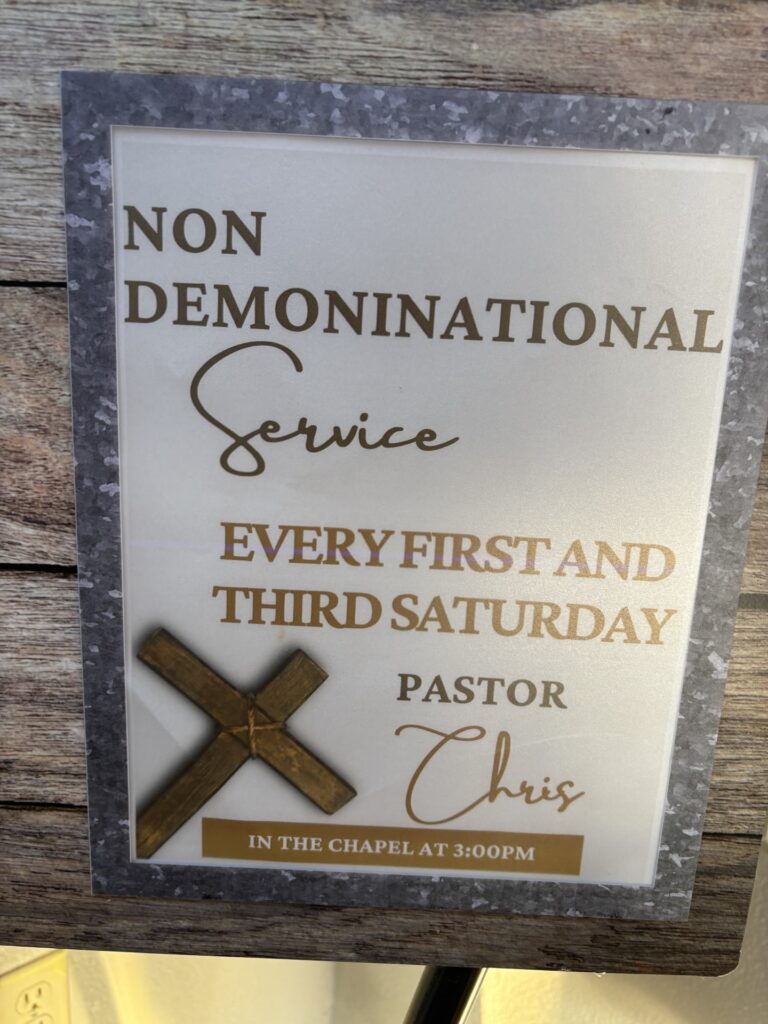 NON
DEMONINATIONAL
Service
EVERY FIRST AND
THIRD SATURDAY
PASTOR
Chris
IN THE CHAPEL AT 3:00PM